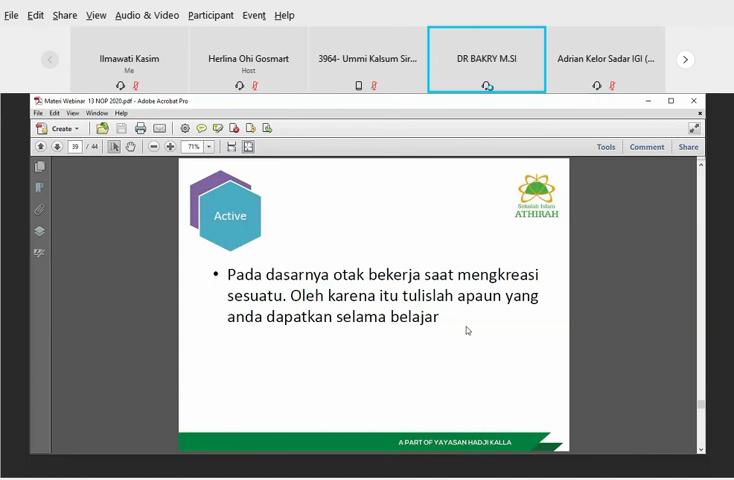 File Edit Share View Audio & Video Participant Event Help
Ilmawati Kasim
Me
Herlina Ohi Gosmart
Host
3964- Ummi Kalsum Sir...
DR BAKRY M.SI
Adrian Kelor Sadar IGI (...
Materi Webinar 13 NOP 2020.pdf - Adobe Acrobat Pro
File Edit View Window Help
Create
39 / 44
71%
Tools Comment Share
Active
Sekolah Islam
ATHIRAH
• Pada dasarnya otak bekerja saat mengkreasi
sesuatu. Oleh karena itu tulislah apaun yang
anda dapatkan selama belajar
A PART OF YAYASAN HADJI KALLA